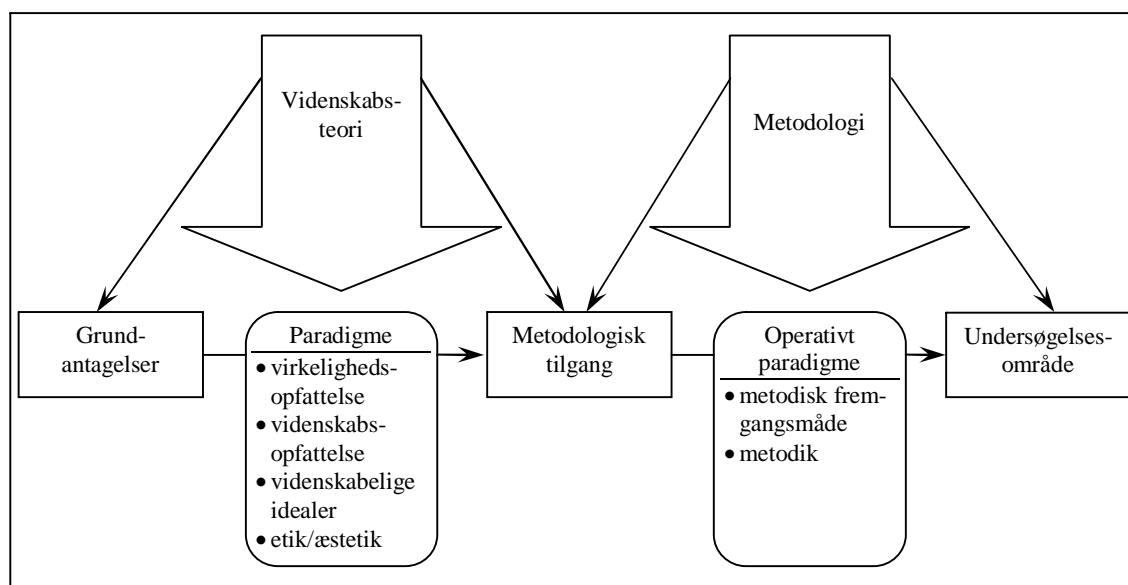 Videnskabs-
teori
Metodologi
Grund-
antagelser
Paradigme
• virkeligheds-
opfattelse
• videnskabs-
opfattelse
• videnskabelige
idealer
• etik/æstetik
Metodologisk
tilgang
Operativt
paradigme
• metodisk frem-
gangsmåde
• metodik
Undersøgelses-
område